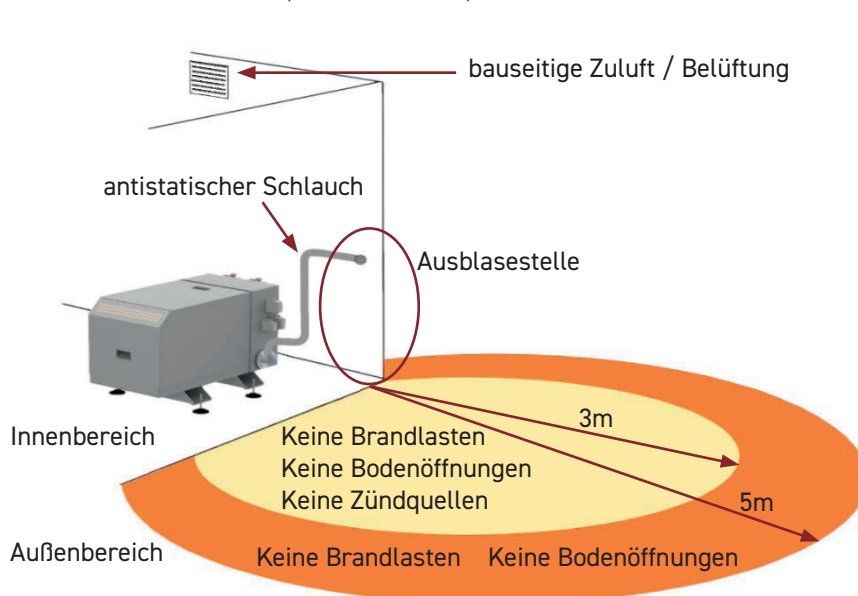 bauseitige Zuluft / Belüftung
antistatischer Schlauch
Ausblasestelle
3m
Innenbereich
Keine Brandlasten
Keine Bodenöffnungen
Keine Zündquellen
5m
Außenbereich
Keine Brandlasten Keine Bodenöffnungen